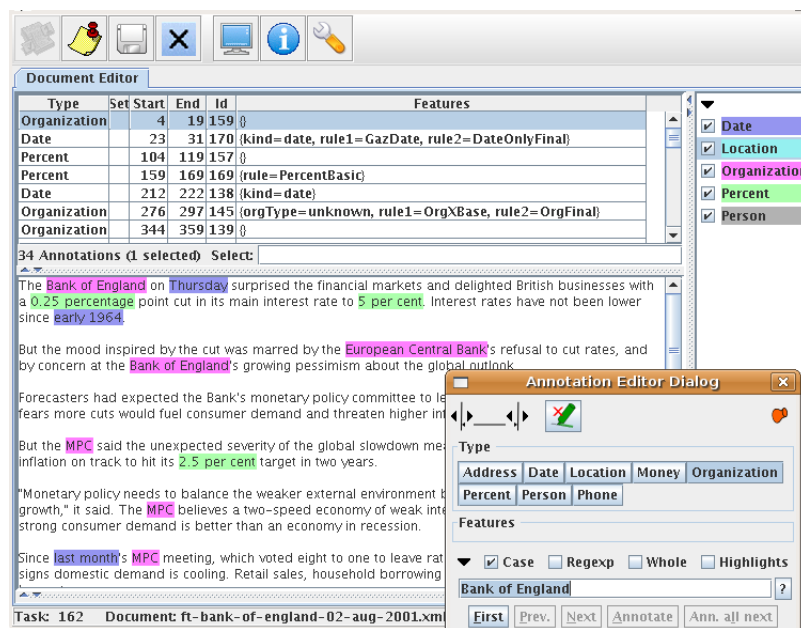 Document Editor
Type Set Start End Id Features
Organization 4 19 159 {}
Date 23 31 170 {kind=date, rule1=GazDate, rule2=DateOnlyFinal}
Percent 104 119 157 {}
Percent 159 169 169 {rule=PercentBasic}
Date 212 222 138 {kind=date}
Organization 276 297 145 {orgType=unknown, rule1=OrgXBase, rule2=OrgFinal}
Organization 344 359 139 {}
34 Annotations (1 selected) Select:
Date
Location
Organization
Percent
Person
The Bank of England on Thursday surprised the financial markets and delighted British businesses with
a 0.25 percentage point cut in its main interest rate to 5 per cent. Interest rates have not been lower
since early 1964.
But the mood inspired by the cut was marred by the European Central Bank's refusal to cut rates, and
by concern at the Bank of England's growing pessimism about the global outlook.
Forecasters had expected the Bank's monetary policy committee to le
fears more cuts would fuel consumer demand and threaten higher in
But the MPC said the unexpected severity of the global slowdown mea
inflation on track to hit its 2.5 per cent target in two years.
"Monetary policy needs to balance the weaker external environment
growth," it said. The MPC believes a two-speed economy of weak inte
strong consumer demand is better than an economy in recession.
Since last month's MPC meeting, which voted eight to one to leave rat
signs domestic demand is cooling. Retail sales, household borrowing
Task: 162 Document: ft-bank-of-england-02-aug-2001.xml
Annotation Editor Dialog
Type
Address Date Location Money Organization
Percent Person Phone
Features
Case Regexp Whole Highlights
Bank of England ?
First Prev. Next Annotate Ann. all next